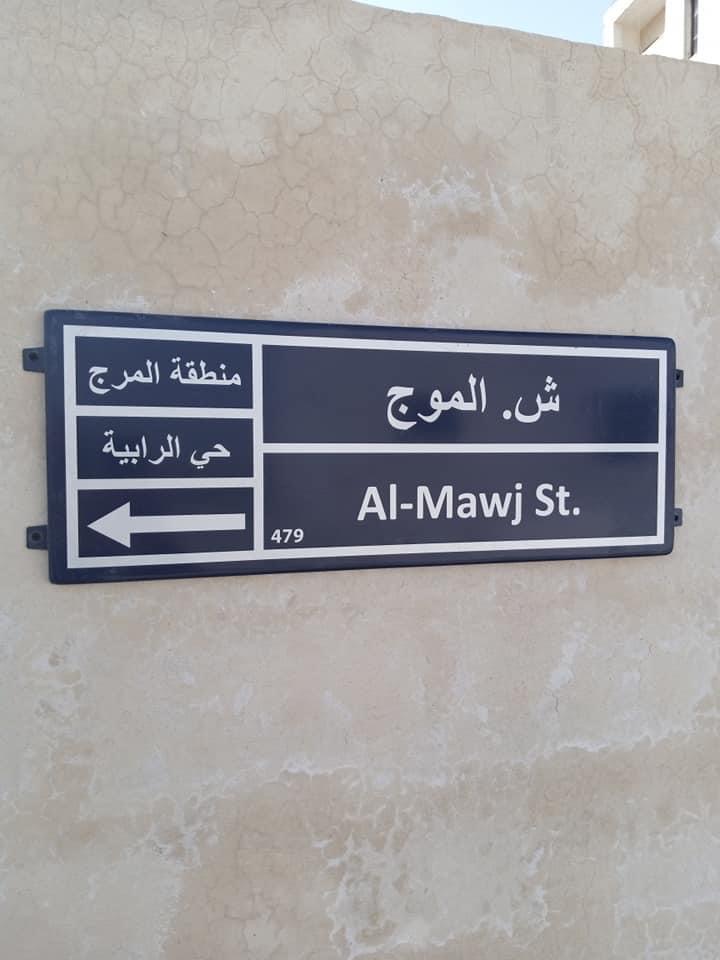 ش. الموج
Al-Mawj St.
479
منطقة المرج
حي الرابية